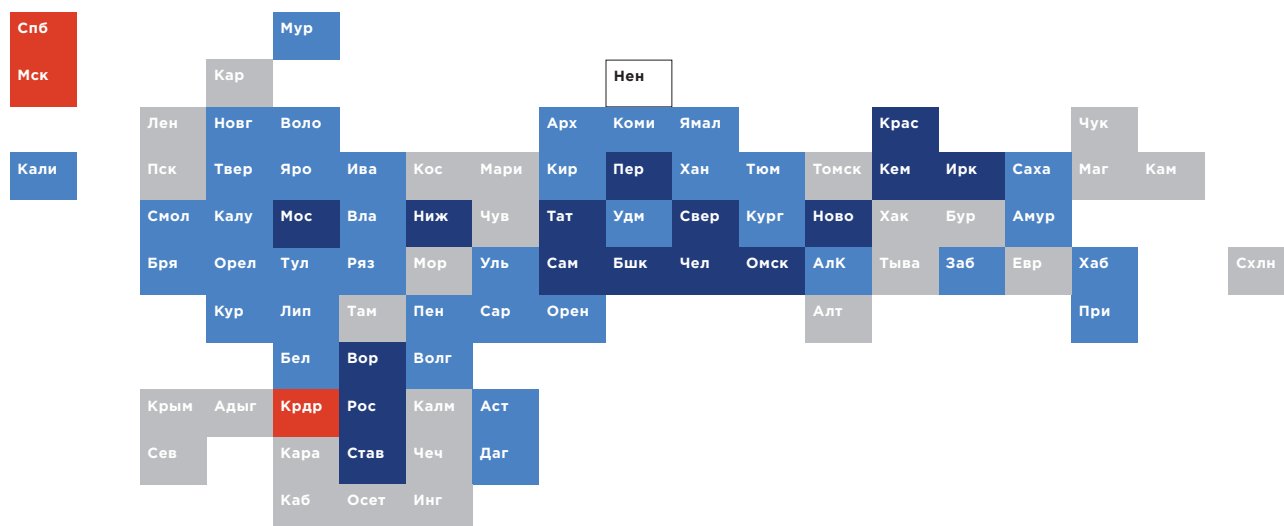 Спб Мур
Мск Кар Нен
Лен Новг Воло Арх Коми Ямал Крас Чук
Кали Пск Твер Яро Ива Кос Мари Кир Пер Хан Тюм Томск Кем Ирк Саха Маг Кам
Смол Калу Мос Вла Ниж Чув Тат Удм Свер Кург Ново Хак Бур Амур
Бря Орел Тул Ряз Мор Уль Сам Бшк Чел Омск АлК Тыва Заб Евр Хаб Схлн
Кур Лип Там Пен Сар Орен Алт При
Бел Вор Волг
Крым Адыг Крдр Рос Калм Аст
Сев Кара Став Чеч Даг
Каб Осет Инг